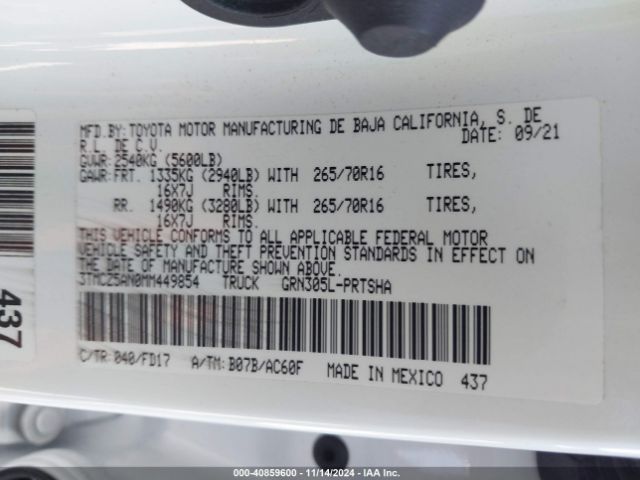 MFD.BY:TOYOTA MOTOR MANUFACTURING DE BAJA CALIFORNIA, S. DE
R.L. DE C.V. DATE: 09/21
GVWR:2540KG (5600LB)
GAWR:FRT. 1335KG (2940LB) WITH 265/70R16 TIRES,
16X7J RIMS.
RR. 1490KG (3280LB) WITH 265/70R16 TIRES,
16X7J RIMS.
THIS VEHICLE CONFORMS TO ALL APPLICABLE FEDERAL MOTOR
VEHICLE SAFETY AND THEFT PREVENTION STANDARDS IN EFFECT ON
THE DATE OF MANUFACTURE SHOWN ABOVE.
3TMCZ5AN0MM449854 TRUCK GRN305L-PRTSHA
C/TR:040/FD17 A/TM:B07B/AC60F MADE IN MEXICO 437
437
000-40859600 - 11/14/2024 - IAA Inc.